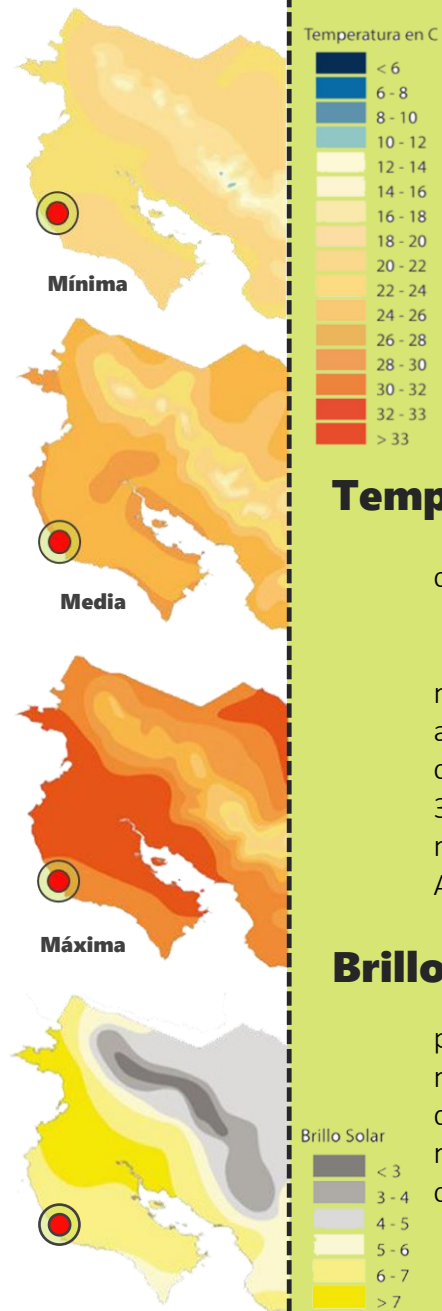 Temperatura en C
< 6
6 - 8
8 - 10
10 - 12
12 - 14
14 - 16
16 - 18
18 - 20
20 - 22
22 - 24
24 - 26
26 - 28
28 - 30
30 - 32
32 - 33
> 33
Mínima
Media
Máxima
Temp
c
r
a
c
3
r
A
Brillo
p
r
c
r
c
Brillo Solar
< 3
3 - 4
4 - 5
5 - 6
6 - 7
> 7